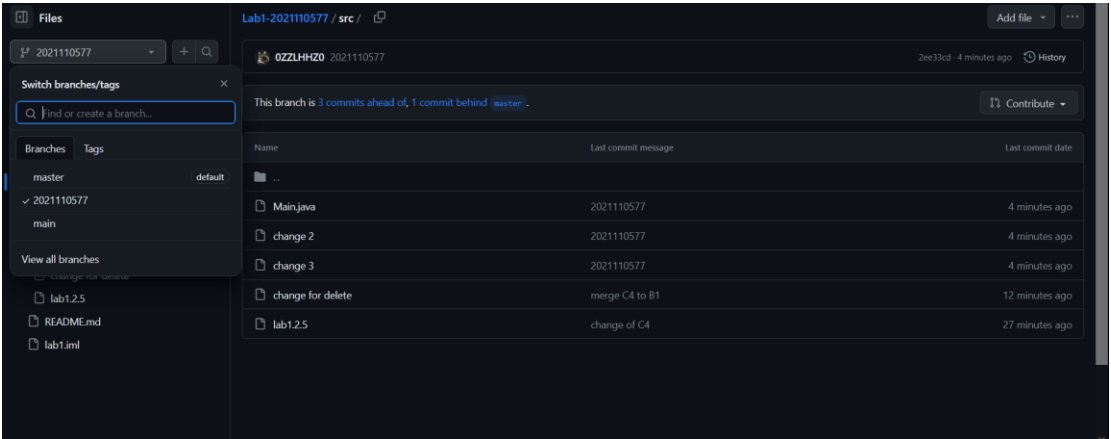 Files
2021110577
Switch branches/tags
Find or create a branch...
Branches Tags
master default
2021110577
main
View all branches
change for delete
lab1.2.5
README.md
lab1.iml
Lab1-2021110577 / src /
Add file
0ZZLHHZ0 2021110577
2ee33cd · 4 minutes ago History
This branch is 3 commits ahead of, 1 commit behind master .
Contribute
Name Last commit message Last commit date
..
Main.java 2021110577 4 minutes ago
change 2 2021110577 4 minutes ago
change 3 2021110577 4 minutes ago
change for delete merge C4 to B1 12 minutes ago
lab1.2.5 change of C4 27 minutes ago